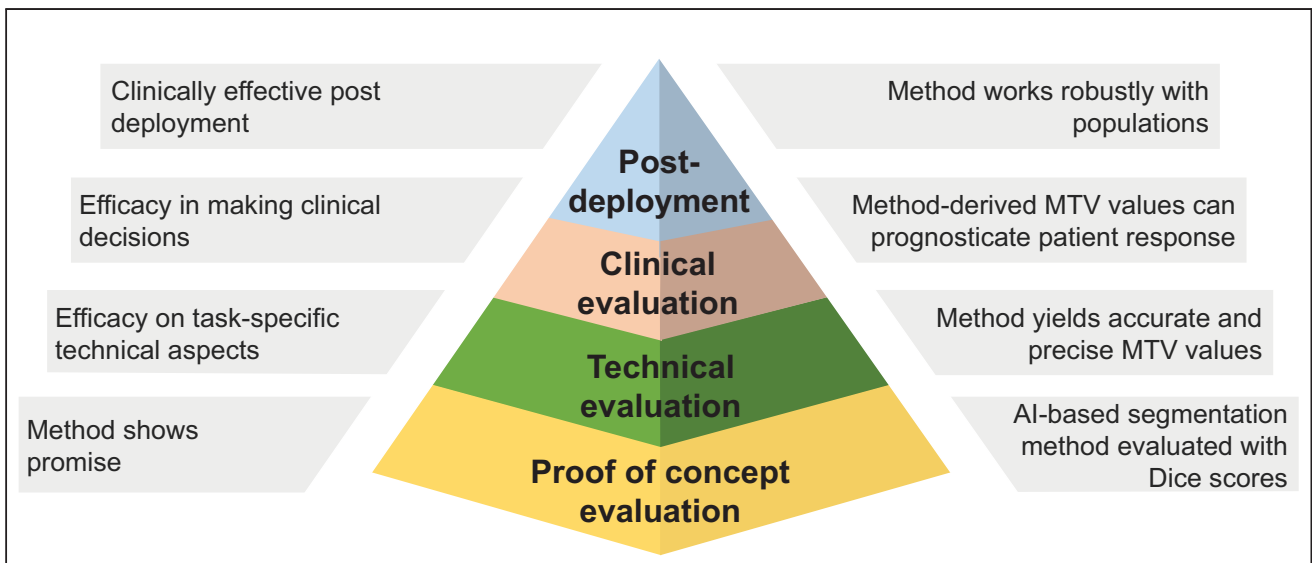 Clinically effective post
deployment
Post-
deployment
Method works robustly with
populations
Efficacy in making clinical
decisions
Clinical
evaluation
Method-derived MTV values can
prognosticate patient response
Efficacy on task-specific
technical aspects
Technical
evaluation
Method yields accurate and
precise MTV values
Method shows
promise
Proof of concept
evaluation
AI-based segmentation
method evaluated with
Dice scores